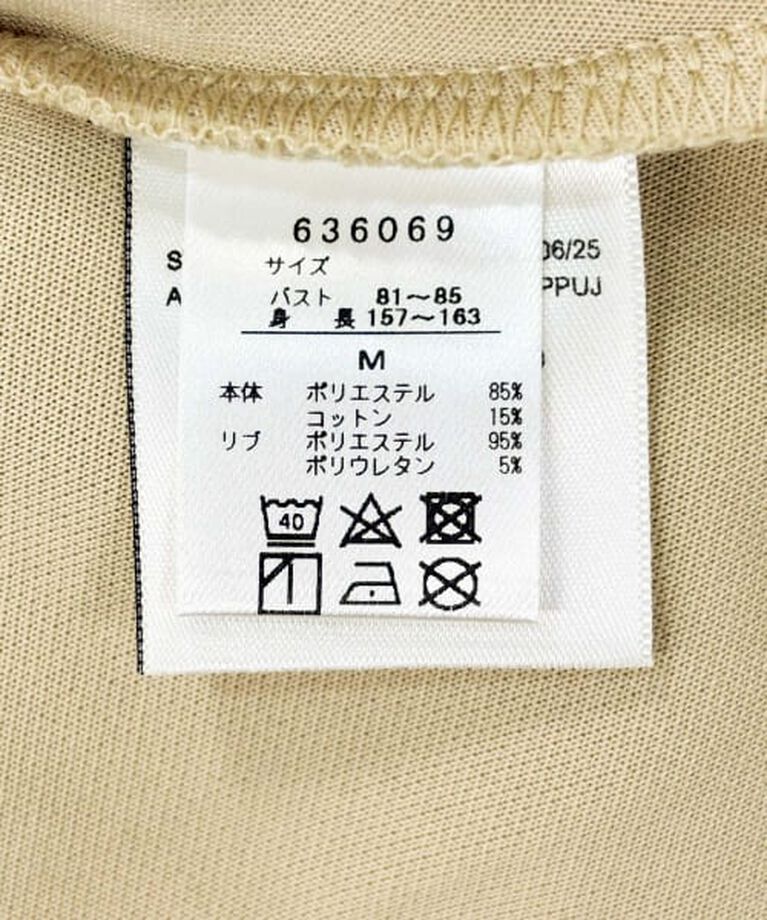 636069
サイズ
バスト 81～85
身 長 157～163
M
本体 ポリエステル 85%
コットン 15%
リブ ポリエステル 95%
ポリウレタン 5%
40
S
A
06/25
PPUJ